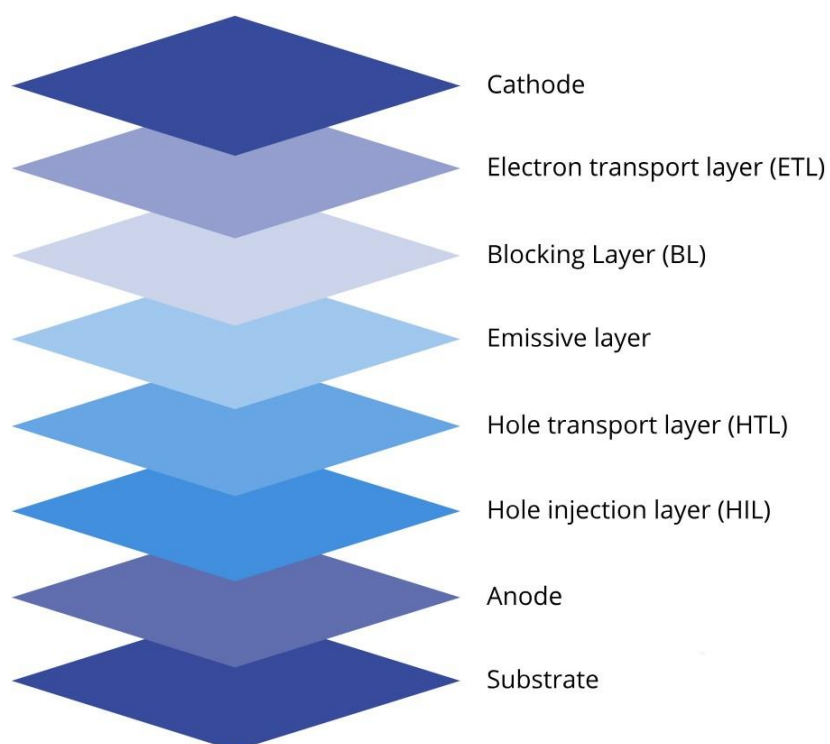 Cathode
Electron transport layer (ETL)
Blocking Layer (BL)
Emissive layer
Hole transport layer (HTL)
Hole injection layer (HIL)
Anode
Substrate